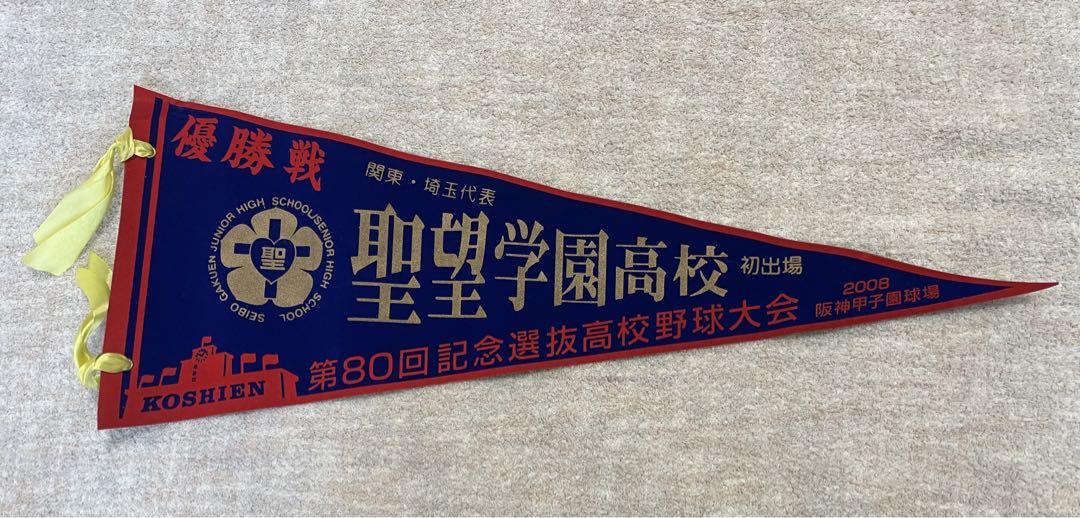 優勝戦
関東・埼玉代表
聖望学園高校 初出場
SEIBO GAKUEN JUNIOR HIGH SCHOOL/SENIOR HIGH SCHOOL
聖
第80回記念選抜高校野球大会
2008
阪神甲子園球場
KOSHIEN